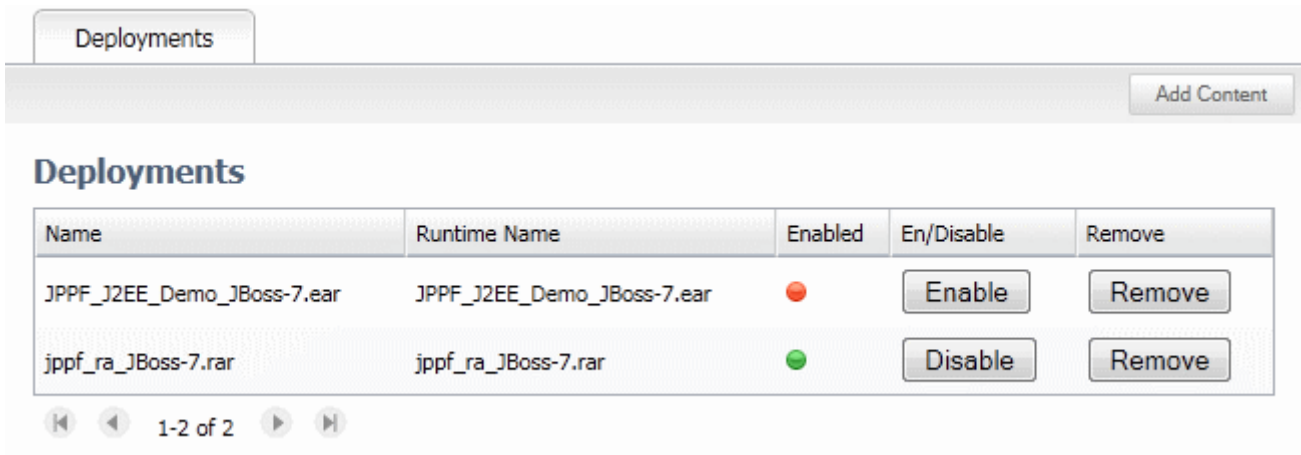 Deployments
Add Content
Deployments
Name Runtime Name Enabled En/Disable Remove
JPPF_J2EE_Demo_JBoss-7.ear JPPF_J2EE_Demo_JBoss-7.ear Enable Remove
jppf_ra_JBoss-7.rar jppf_ra_JBoss-7.rar Disable Remove
1-2 of 2